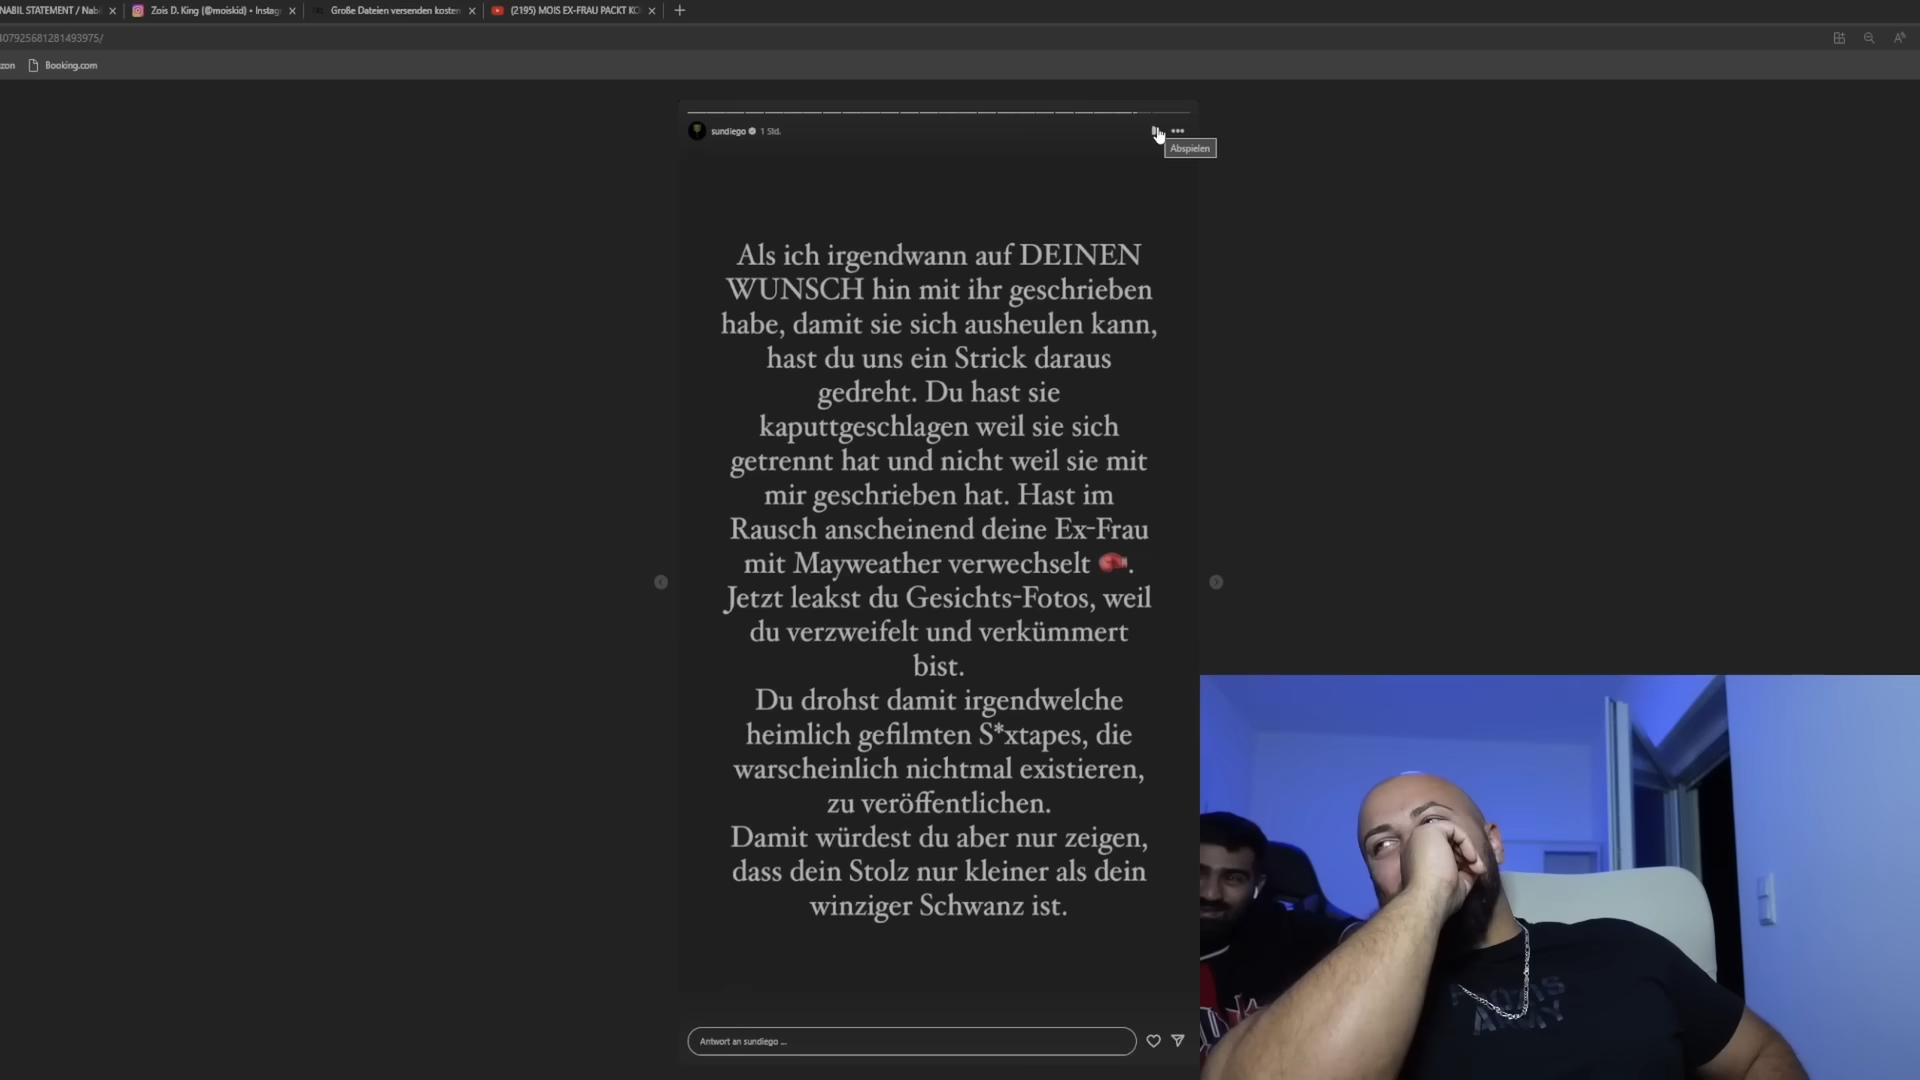 NABIL STATEMENT / Nabi
Zois D. King (@moiskid) • Instag
Große Dateien versenden kosten
(2195) MOIS EX-FRAU PACKT KO
407925681281493975/
zon
Booking.com
sundiego
1 Std.
Abspielen
Als ich irgendwann auf DEINEN
WUNSCH hin mit ihr geschrieben
habe, damit sie sich ausheulen kann,
hast du uns ein Strick daraus
gedreht. Du hast sie
kaputtgeschlagen weil sie sich
getrennt hat und nicht weil sie mit
mir geschrieben hat. Hast im
Rausch anscheinend deine Ex-Frau
mit Mayweather verwechselt 🥊.
Jetzt leakst du Gesichts-Fotos, weil
du verzweifelt und verkümmert
bist.
Du drohst damit irgendwelche
heimlich gefilmten S*xtapes, die
warscheinlich nichtmal existieren,
zu veröffentlichen.
Damit würdest du aber nur zeigen,
dass dein Stolz nur kleiner als dein
winziger Schwanz ist.
Antwort an sundiego ...
ARMY